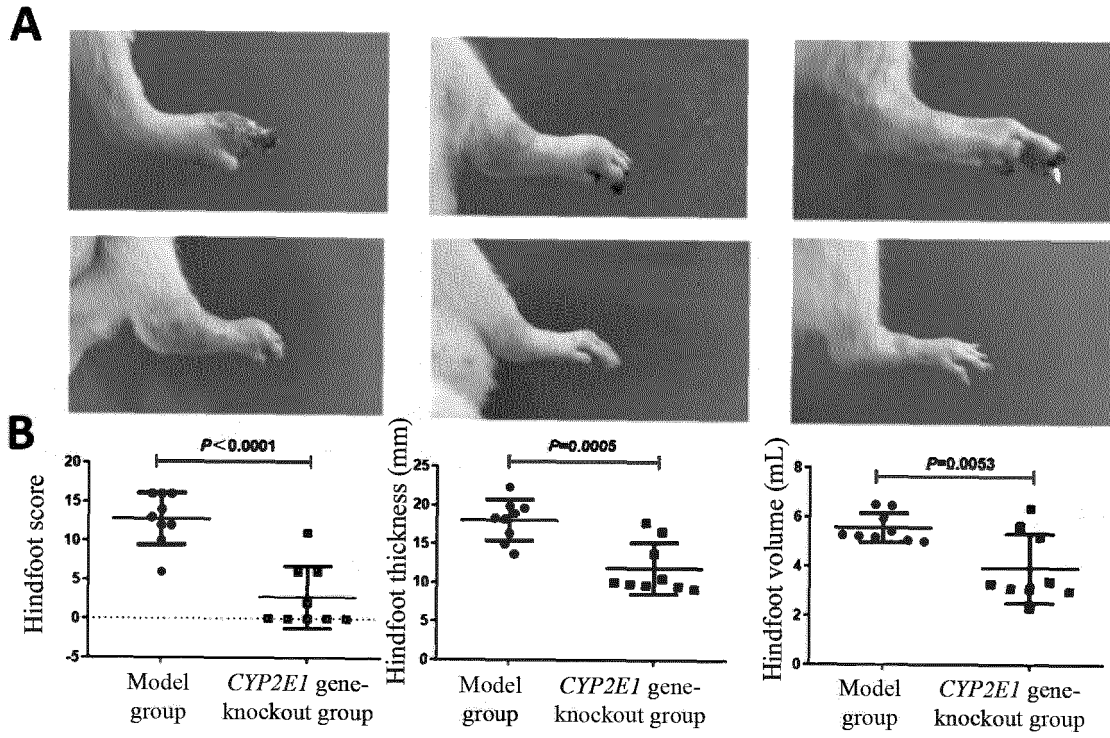 A
B
P<0.0001
Hindfoot score
20
15
10
5
0
-5
Model
group
CYP2E1 gene-
knockout group
P=0.0005
Hindfoot thickness (mm)
25
20
15
10
5
0
Model
group
CYP2E1 gene-
knockout group
P=0.0053
Hindfoot volume (mL)
8
6
4
2
0
Model
group
CYP2E1 gene-
knockout group